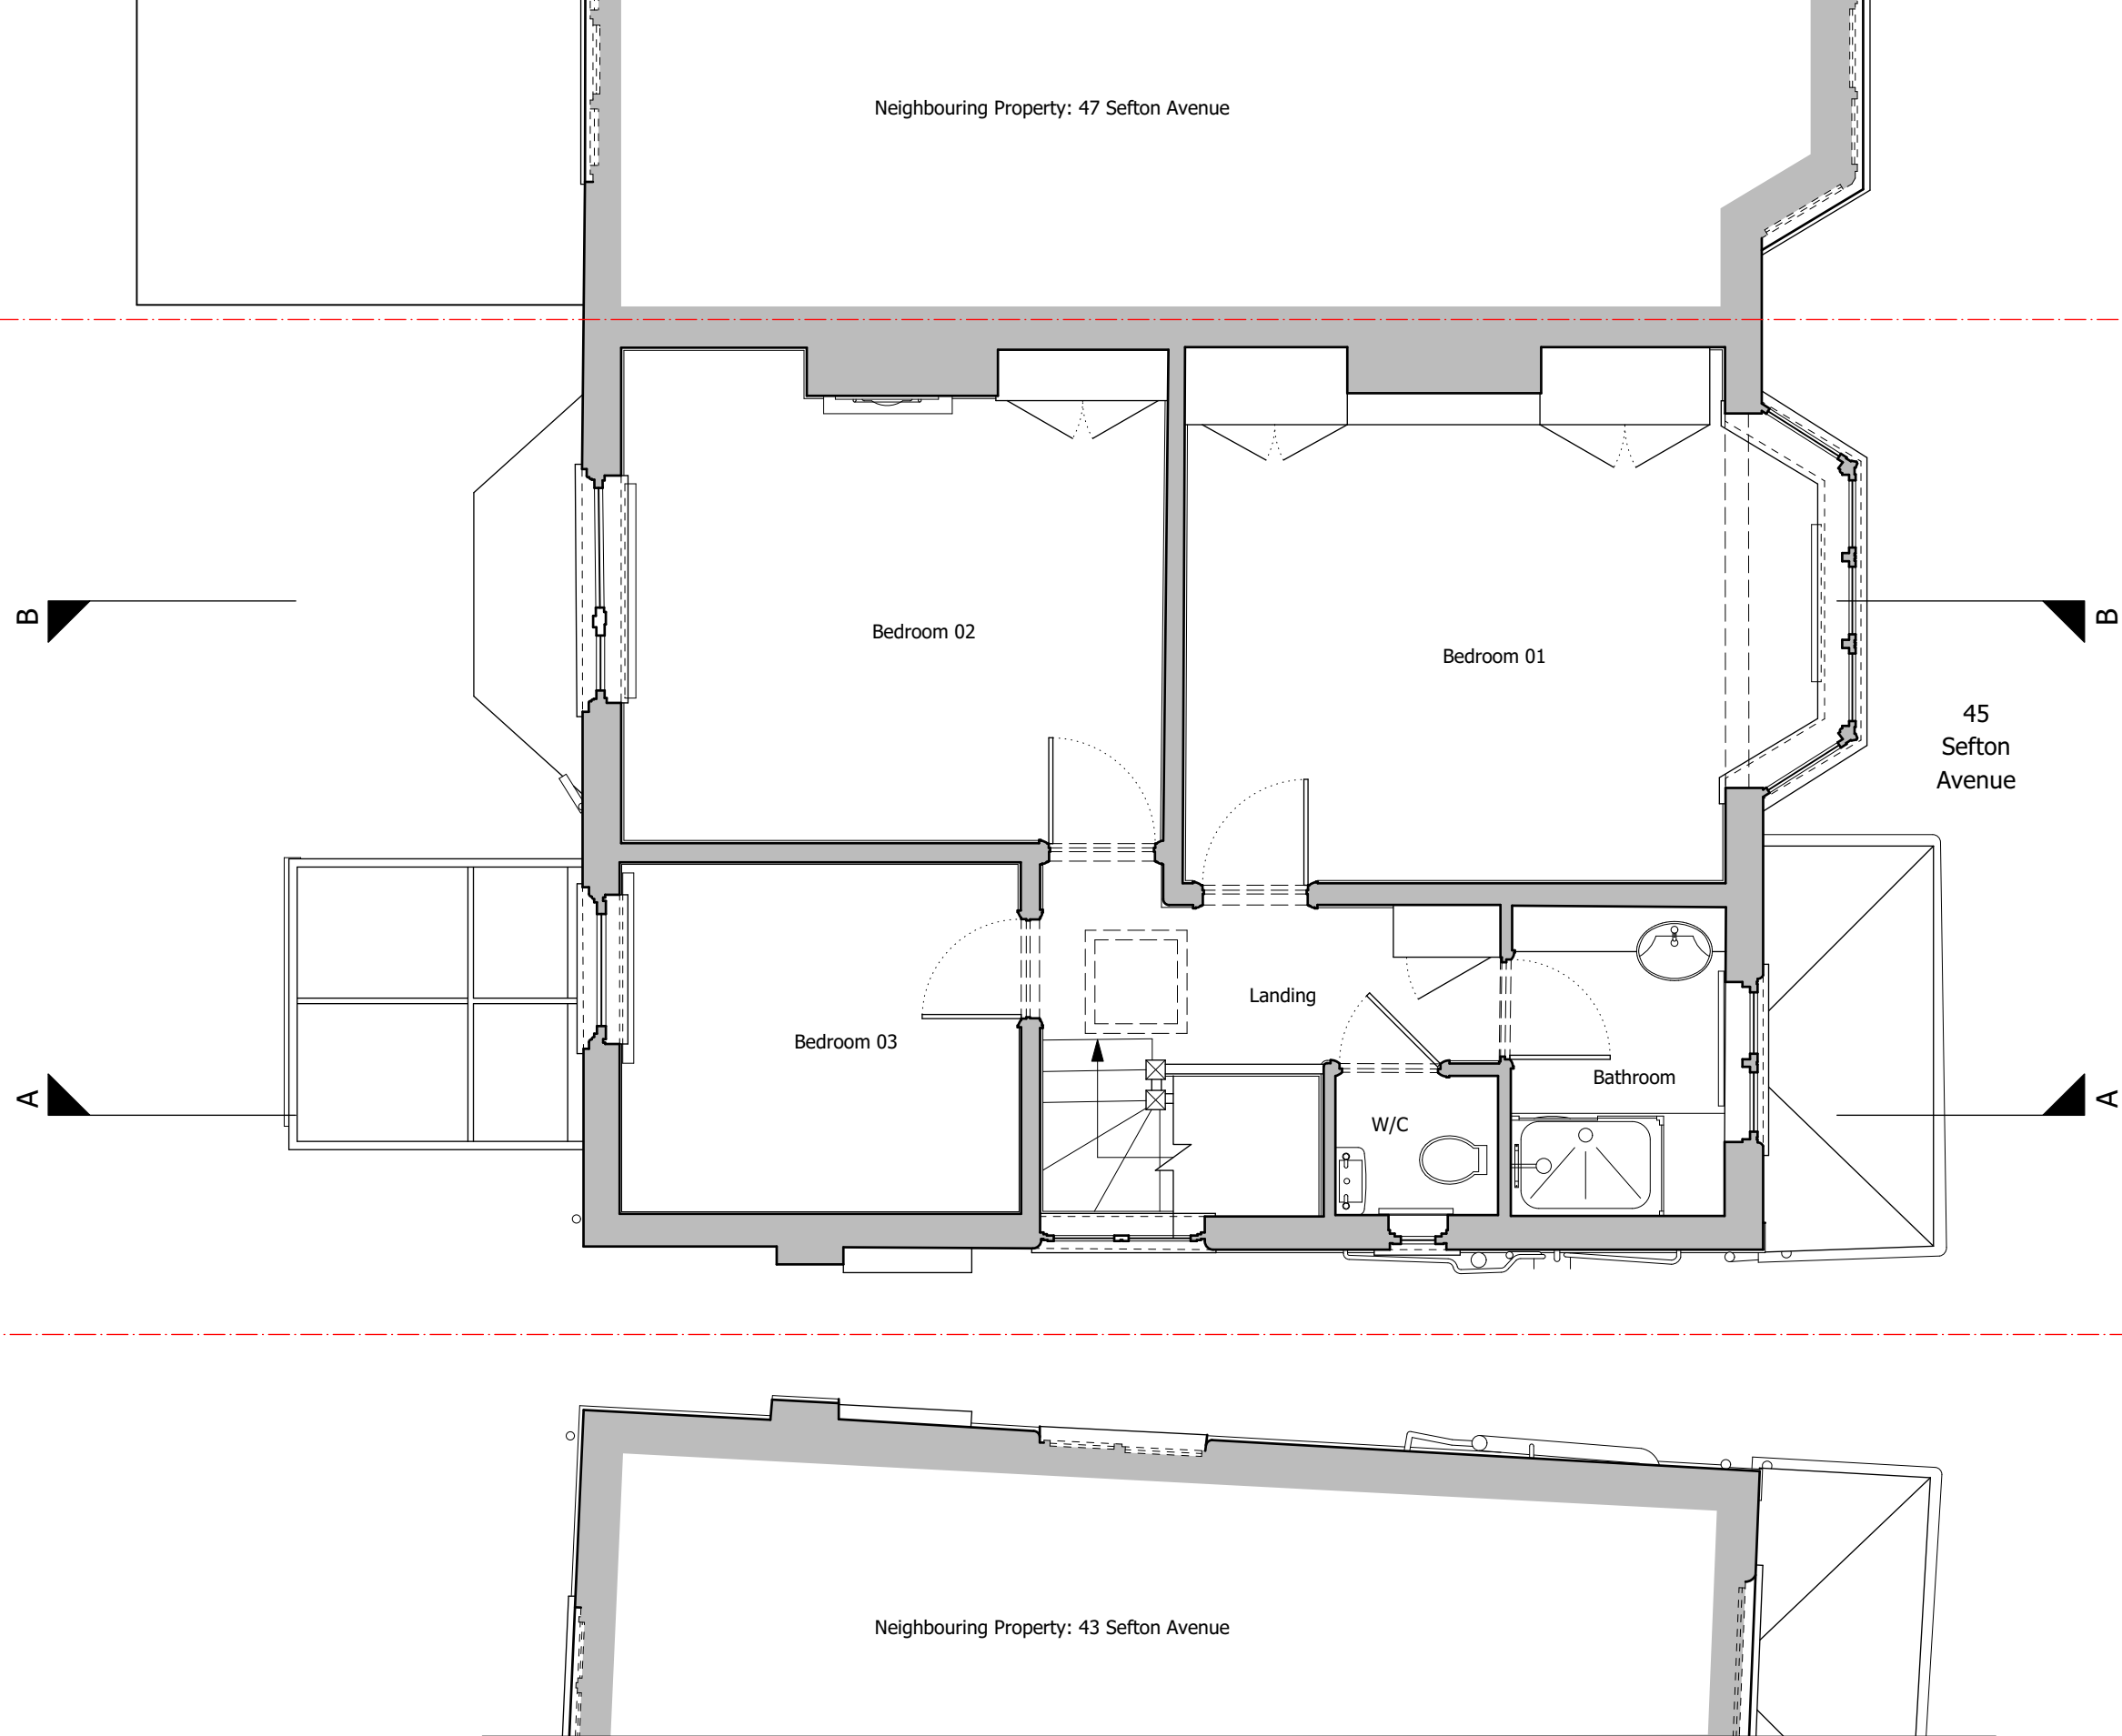 Neighbouring Property: 47 Sefton Avenue
B
Bedroom 02
Bedroom 01
B
45
Sefton
Avenue
Landing
Bedroom 03
Bathroom
A
W/C
A
Neighbouring Property: 43 Sefton Avenue